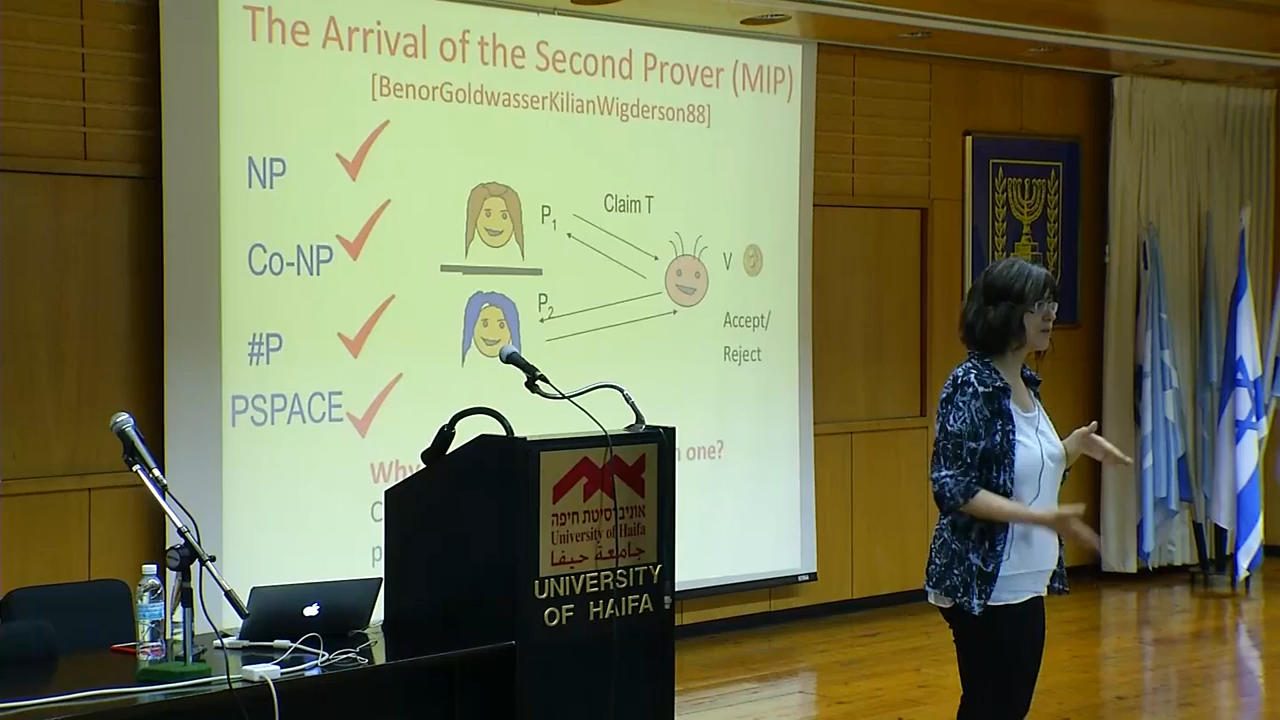 The Arrival of the Second Prover (MIP)
[BenorGoldwasserKilianWigderson88]
NP
Co-NP
#P
PSPACE
Claim T
P1
V
P2
Accept/
Reject
Why
one?
אוניברסיטת חיפה
University of Haifa
جامعة حيفا
UNIVERSITY
OF HAIFA